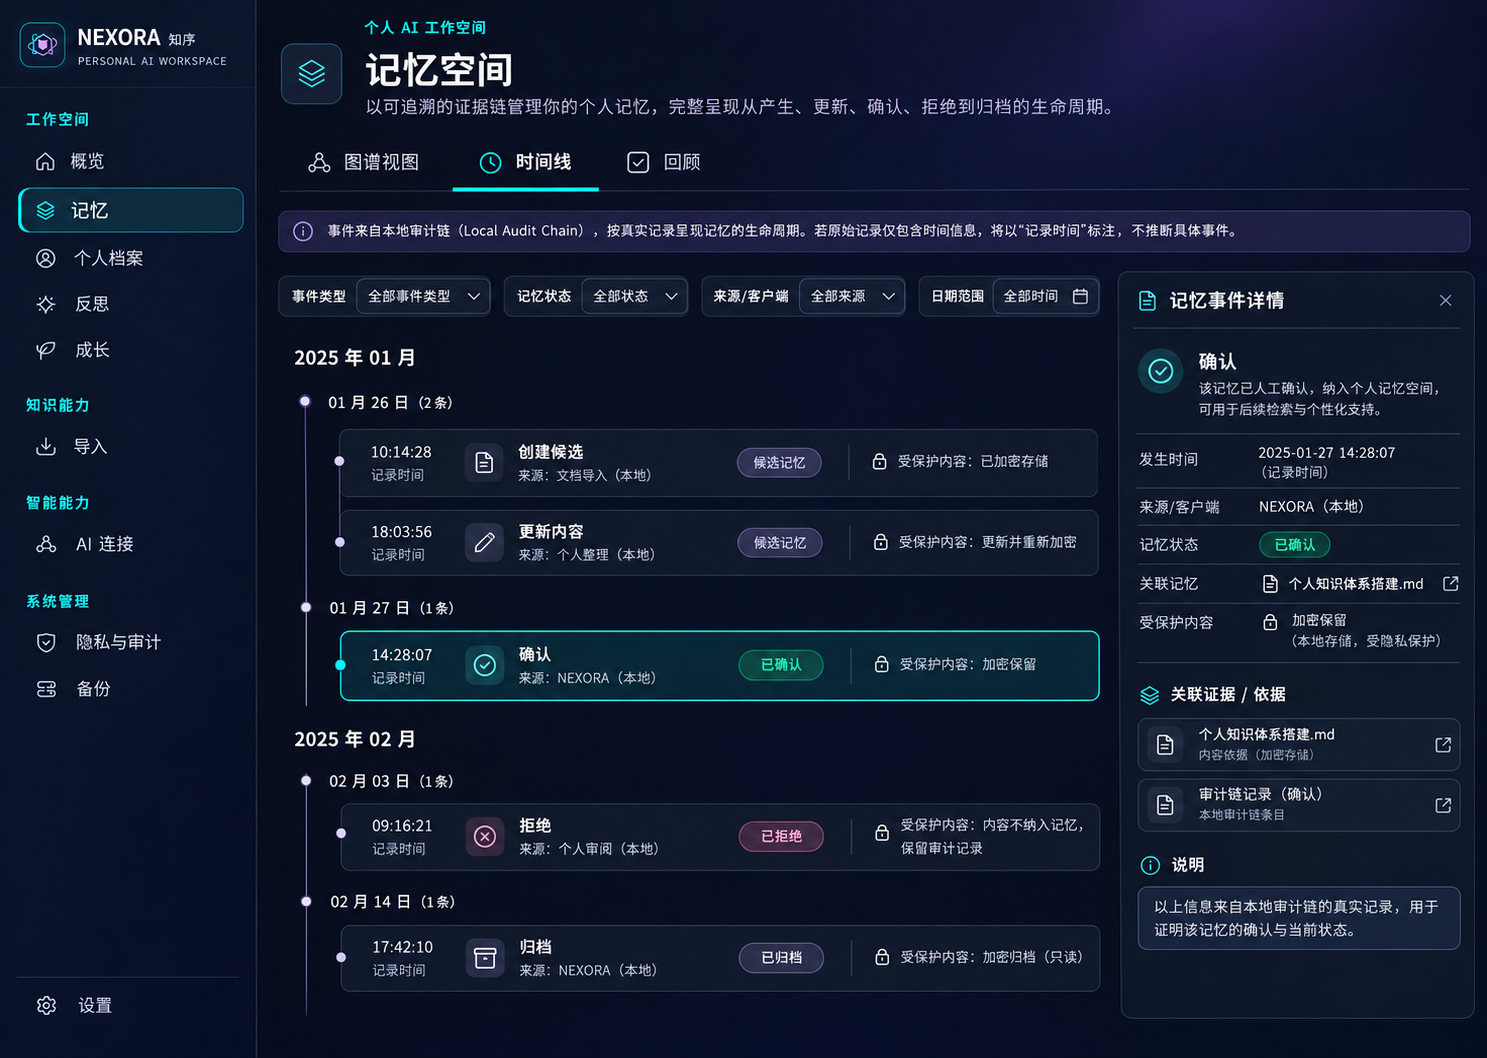 NEXORA 知序
PERSONAL AI WORKSPACE
工作空间
概览
记忆
个人档案
反思
成长
知识能力
导入
智能能力
AI 连接
系统管理
隐私与审计
备份
设置
个人 AI 工作空间
记忆空间
以可追溯的证据链管理你的个人记忆，完整呈现从产生、更新、确认、拒绝到归档的生命周期。
图谱视图
时间线
回顾
事件来自本地审计链（Local Audit Chain），按真实记录呈现记忆的生命周期。若原始记录仅包含时间信息，将以“记录时间”标注，不推断具体事件。
事件类型 全部事件类型
记忆状态 全部状态
来源/客户端 全部来源
日期范围 全部时间
2025 年 01 月
01 月 26 日（2 条）
10:14:28
记录时间
创建候选
来源：文档导入（本地）
候选记忆
受保护内容：已加密存储
18:03:56
记录时间
更新内容
来源：个人整理（本地）
候选记忆
受保护内容：更新并重新加密
01 月 27 日（1 条）
14:28:07
记录时间
确认
来源：NEXORA（本地）
已确认
受保护内容：加密保留
2025 年 02 月
02 月 03 日（1 条）
09:16:21
记录时间
拒绝
来源：个人审阅（本地）
已拒绝
受保护内容：内容不纳入记忆，
保留审计记录
02 月 14 日（1 条）
17:42:10
记录时间
归档
来源：NEXORA（本地）
已归档
受保护内容：加密归档（只读）
记忆事件详情
确认
该记忆已人工确认，纳入个人记忆空间，
可用于后续检索与个性化支持。
发生时间
2025-01-27 14:28:07
（记录时间）
来源/客户端 NEXORA（本地）
记忆状态 已确认
关联记忆 个人知识体系搭建.md
受保护内容 加密保留
（本地存储，受隐私保护）
关联证据 / 依据
个人知识体系搭建.md
内容依据（加密存储）
审计链记录（确认）
本地审计链条目
说明
以上信息来自本地审计链的真实记录，用于
证明该记忆的确认与当前状态。